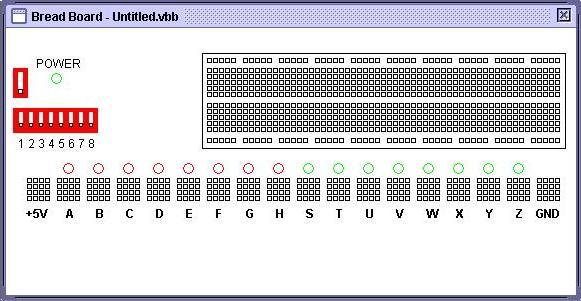 Bread Board - Untitled.vbb
POWER
1 2 3 4 5 6 7 8
+5V A B C D E F G H S T U V W X Y Z GND